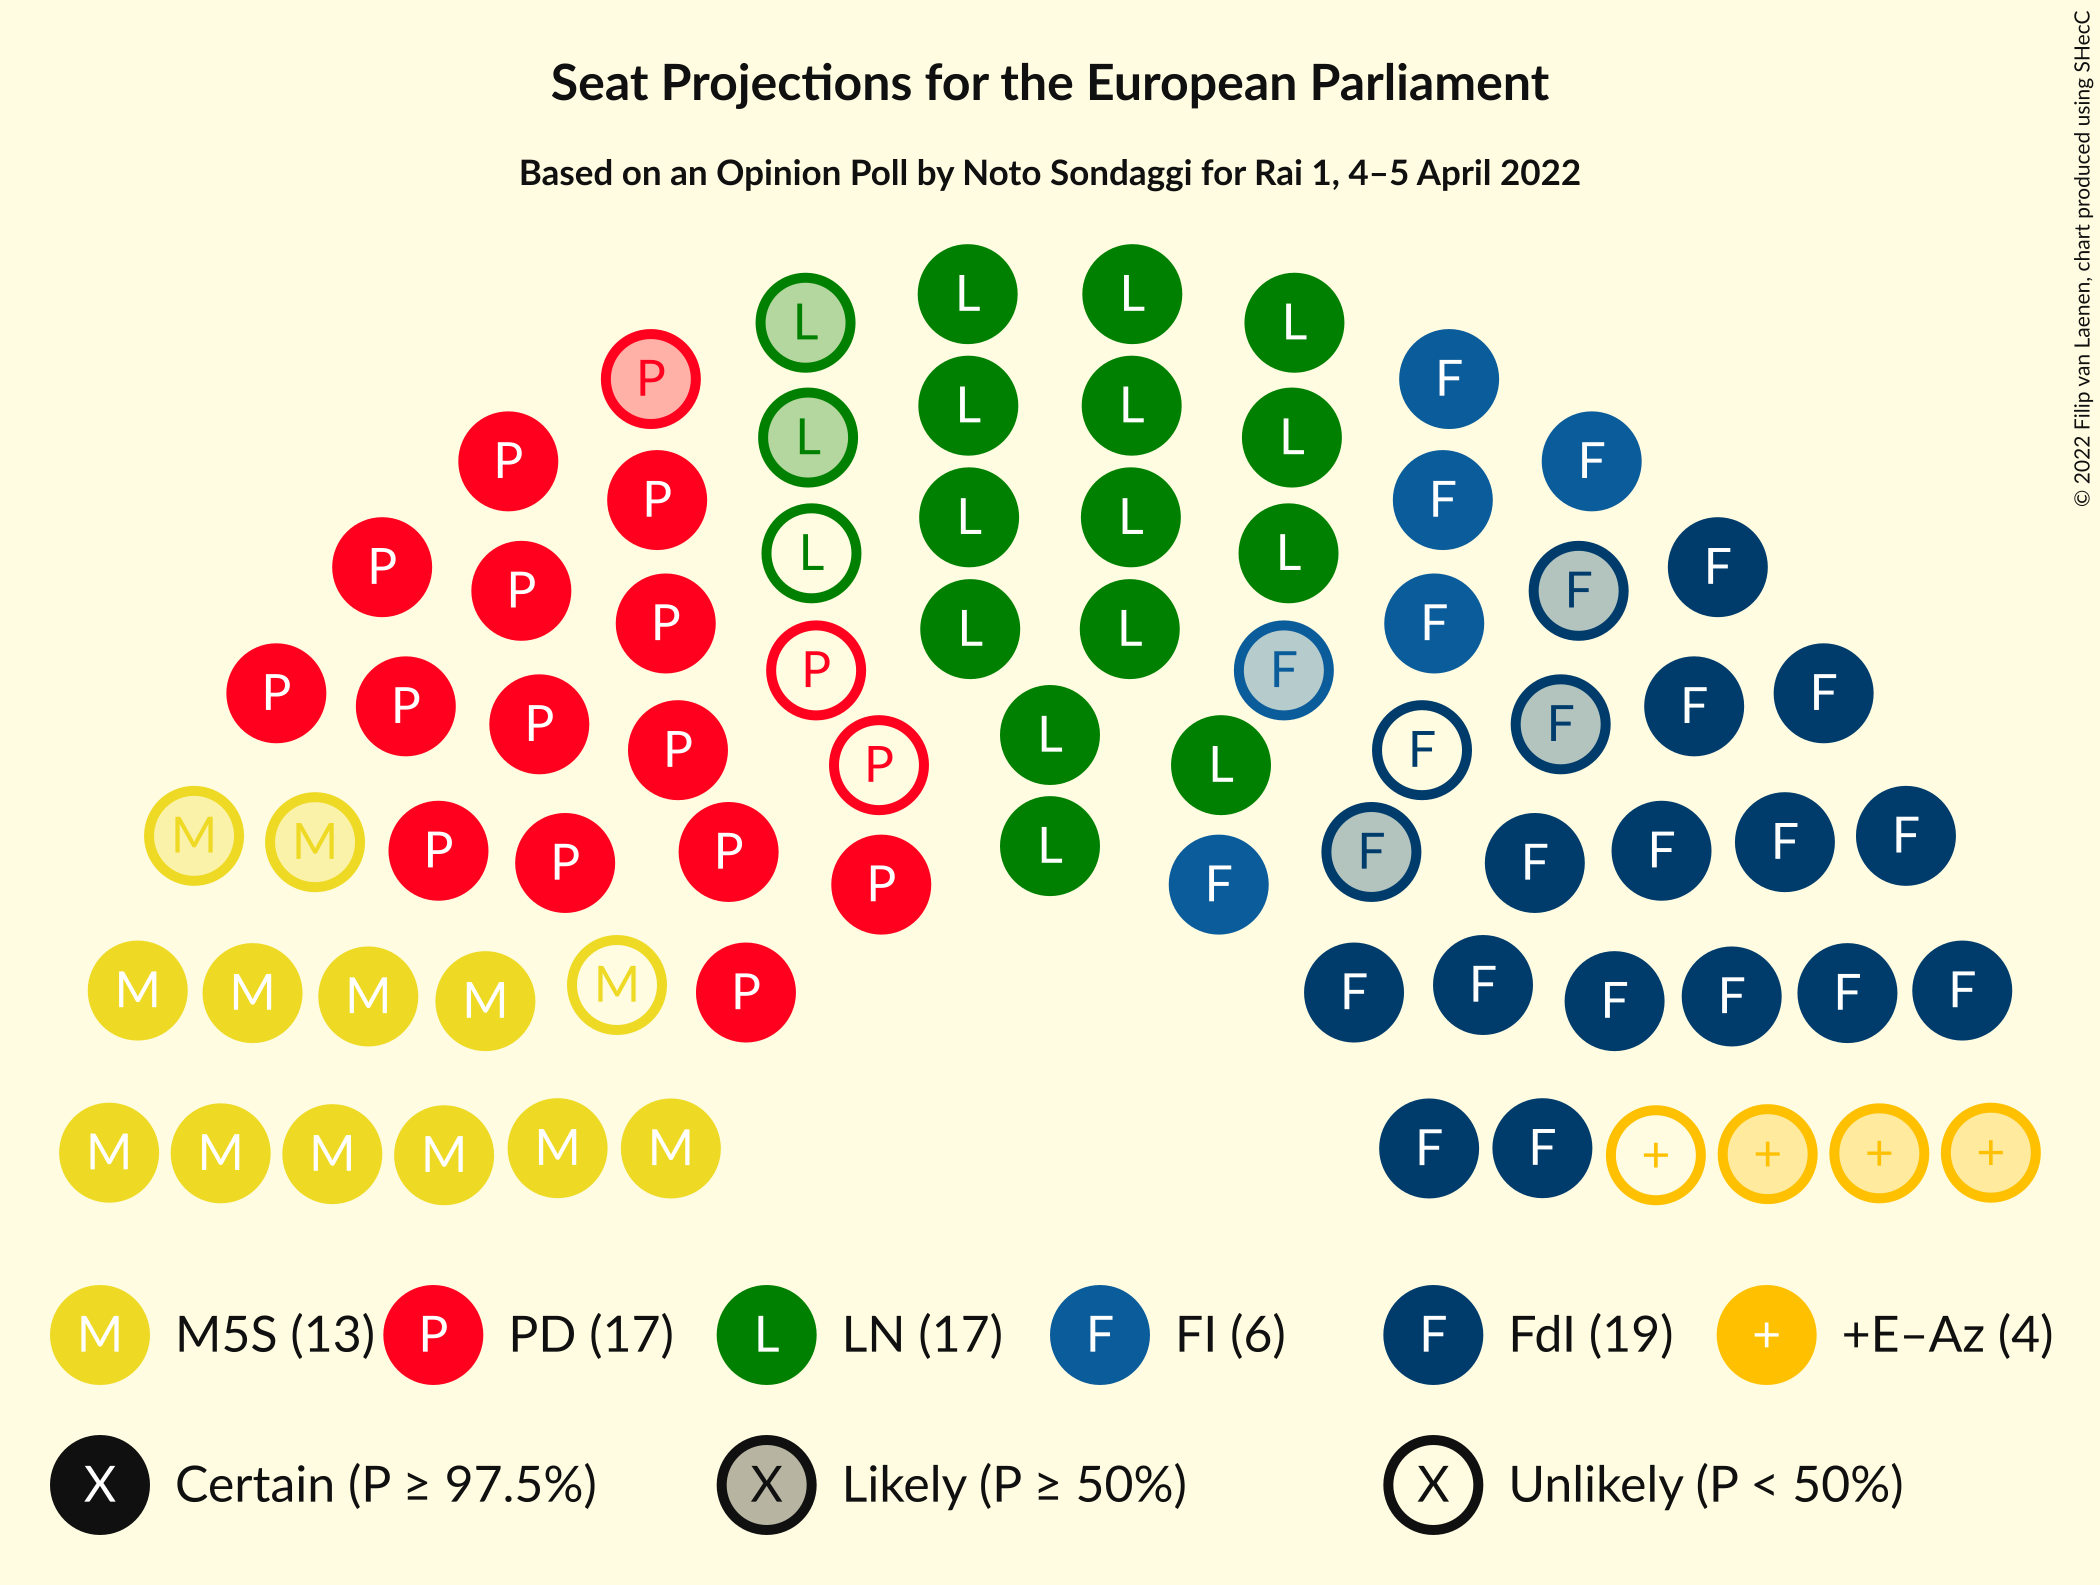 Seat Projections for the European Parliament
Based on an Opinion Poll by Noto Sondaggi for Rai 1, 4–5 April 2022
© 2022 Filip van Laenen, chart produced using SHecC
L L
L L
P F
L L
L L
P F
P P F F
L L
L L
P P F F
P F
L L
P F
P P F F
P P F F
L
P L
M M P P P F F F F F
L
P F
M M M M M P F F F F F F
M M M M M M F F + + + +
M M5S (13) P PD (17) L LN (17) F FI (6) F FdI (19) + +E–Az (4)
X Certain (P ≥ 97.5%) X Likely (P ≥ 50%) X Unlikely (P < 50%)